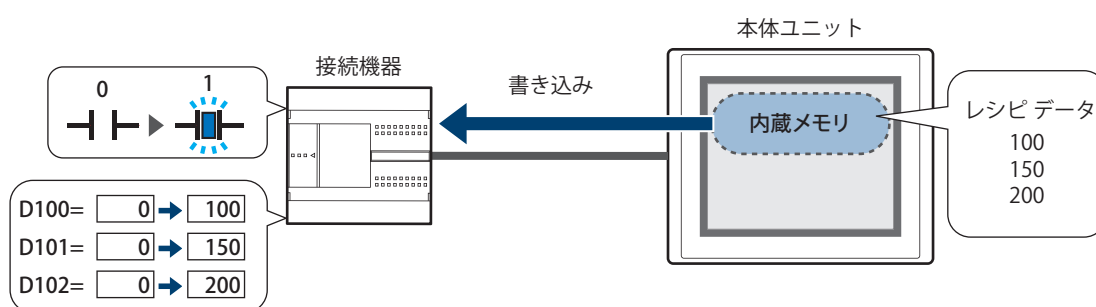 本体ユニット
接続機器
書き込み
0 1
内蔵メモリ
レシピ データ
100
150
200
D100= 0 100
D101= 0 150
D102= 0 200